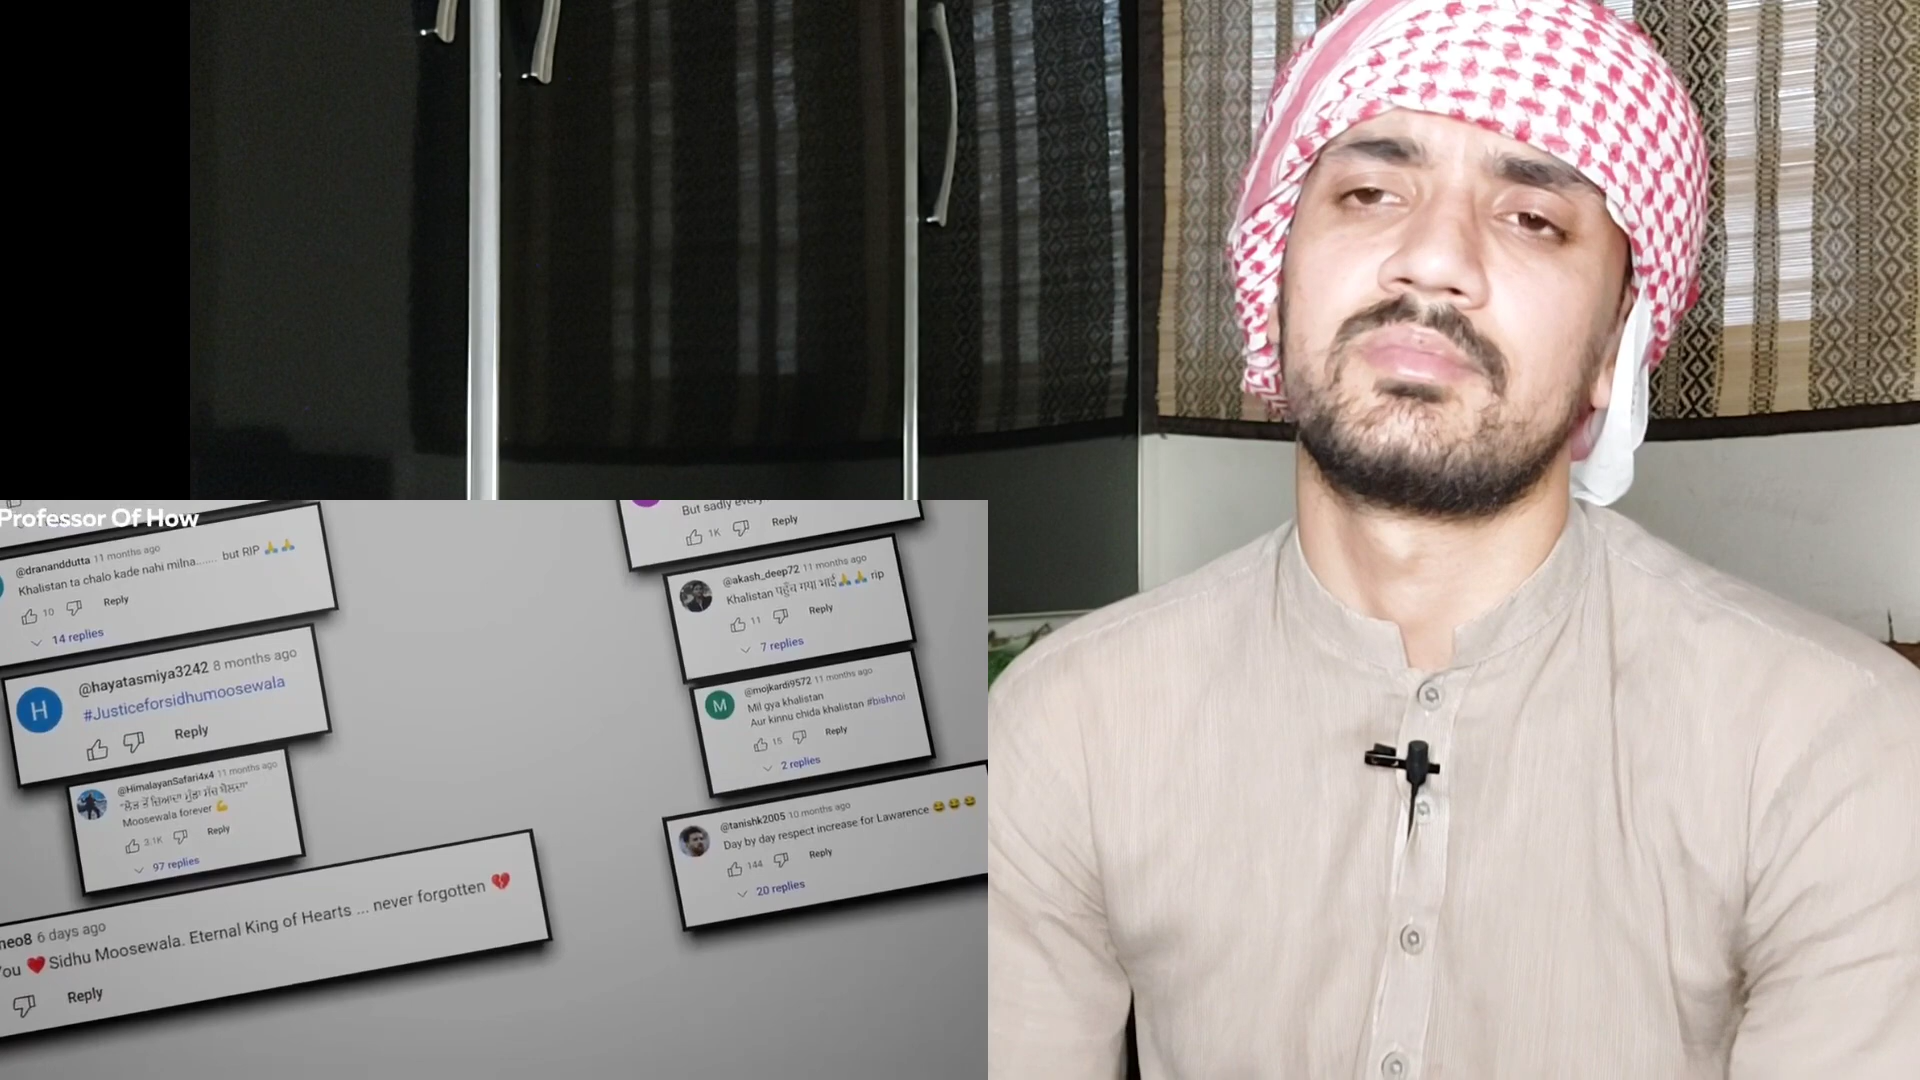 Professor Of How
@drananddutta 11 months ago
Khalistan ta chalo kade nahi milna....... but RIP 🙏🙏
10 Reply
14 replies
@hayatasmiya3242 8 months ago
#Justiceforsidhumoosewala
Reply
@HimalayanSafari4x4 11 months ago
Moosewala forever 💪
3.1K Reply
97 replies
neo8 6 days ago
You ❤️ Sidhu Moosewala. Eternal King of Hearts ... never forgotten 💔
Reply
But sadly
1K Reply
@akash_deep72 11 months ago
Khalistan पहुँच गया भाई🙏🙏 rip
11 Reply
7 replies
@mojkardi9572 11 months ago
Mil gya khalistan
Aur kinnu chida khalistan #bishnoi
15 Reply
2 replies
@tanishk2005 10 months ago
Day by day respect increase for Lawarence 😂😂😂
144 Reply
20 replies